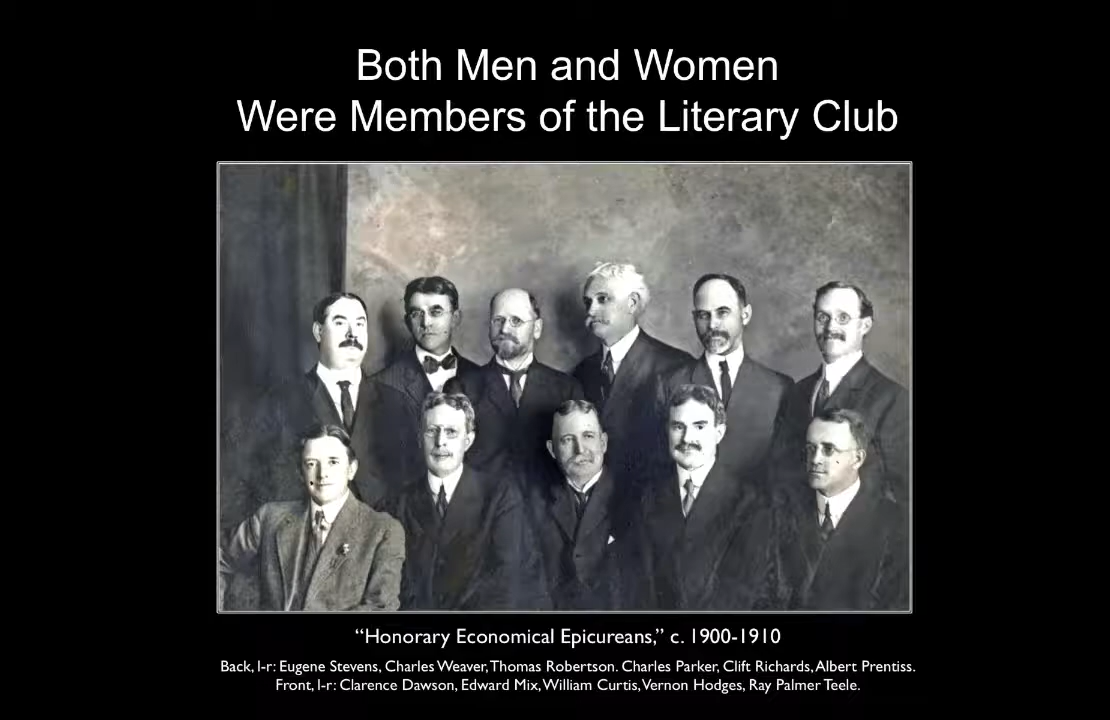 Both Men and Women
Were Members of the Literary Club
“Honorary Economical Epicureans,” c. 1900-1910
Back, l-r: Eugene Stevens, Charles Weaver, Thomas Robertson. Charles Parker, Clift Richards, Albert Prentiss.
Front, l-r: Clarence Dawson, Edward Mix, William Curtis, Vernon Hodges, Ray Palmer Teele.